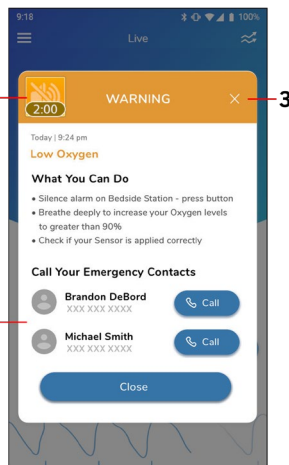 9:18
100%
Live
2:00
WARNING
3
Today | 9:24 pm
Low Oxygen
What You Can Do
• Silence alarm on Bedside Station - press button
• Breathe deeply to increase your Oxygen levels
to greater than 90%
• Check if your Sensor is applied correctly
Call Your Emergency Contacts
Brandon DeBord
XXX XXX XXXX
Call
Michael Smith
XXX XXX XXXX
Call
Close